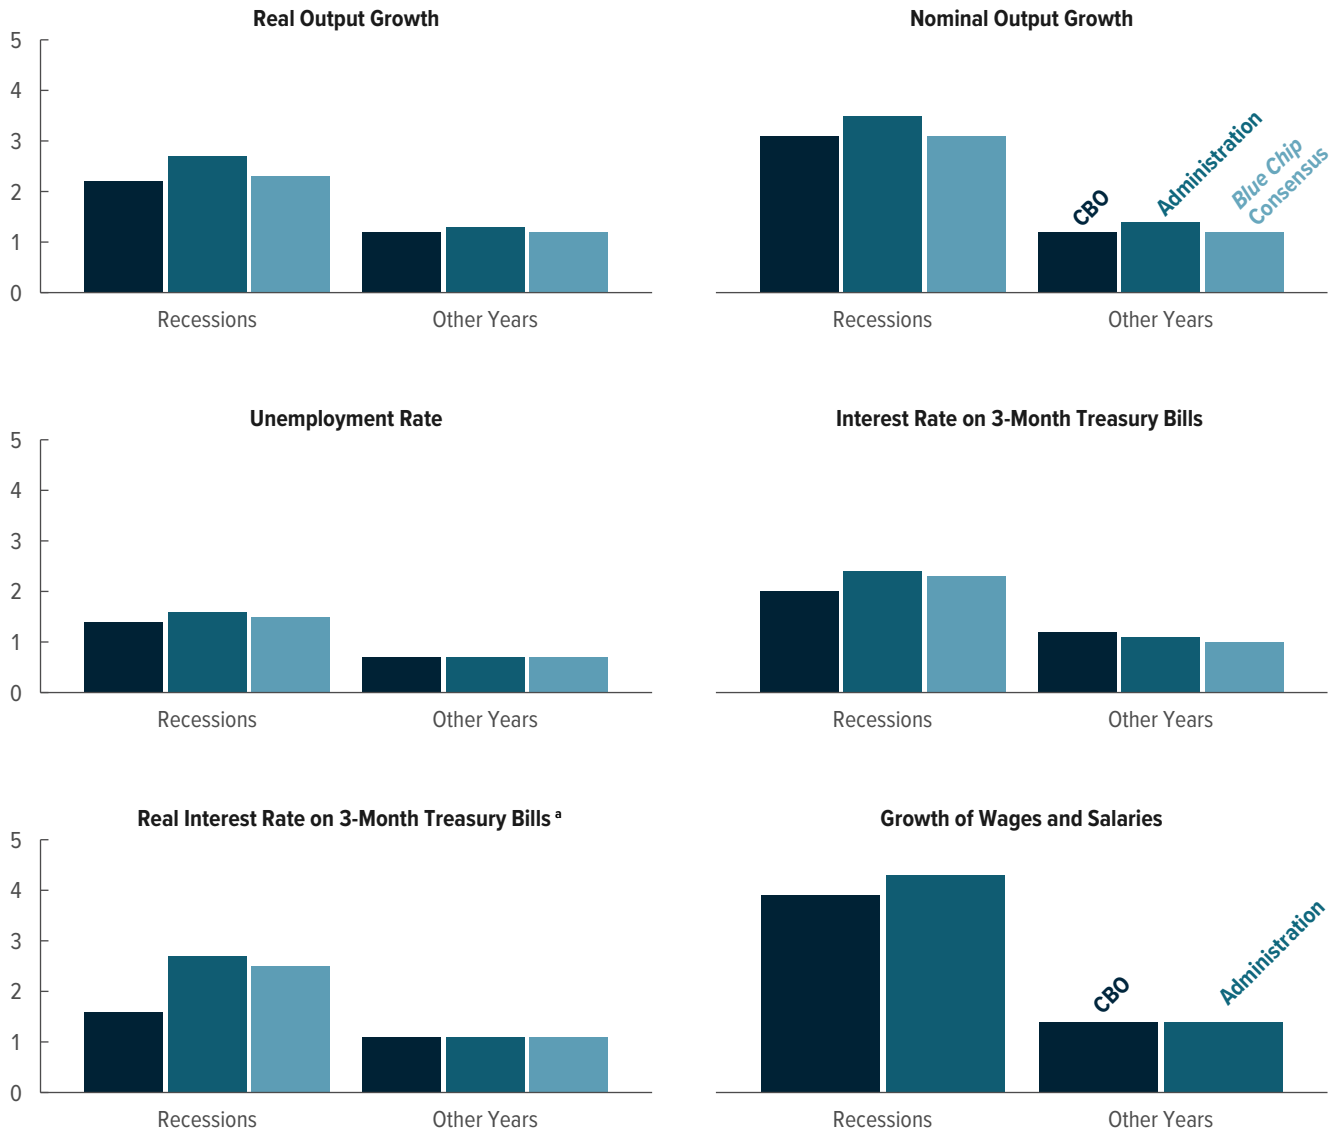 Real Output Growth
Nominal Output Growth
5
4
3
2
1
0
CBO
Administration
Blue Chip
Consensus
Recessions
Other Years
Recessions
Other Years
Unemployment Rate
Interest Rate on 3-Month Treasury Bills
5
4
3
2
1
0
Recessions
Other Years
Recessions
Other Years
Real Interest Rate on 3-Month Treasury Bills ᵃ
Growth of Wages and Salaries
5
4
3
2
1
0
CBO
Administration
Recessions
Other Years
Recessions
Other Years